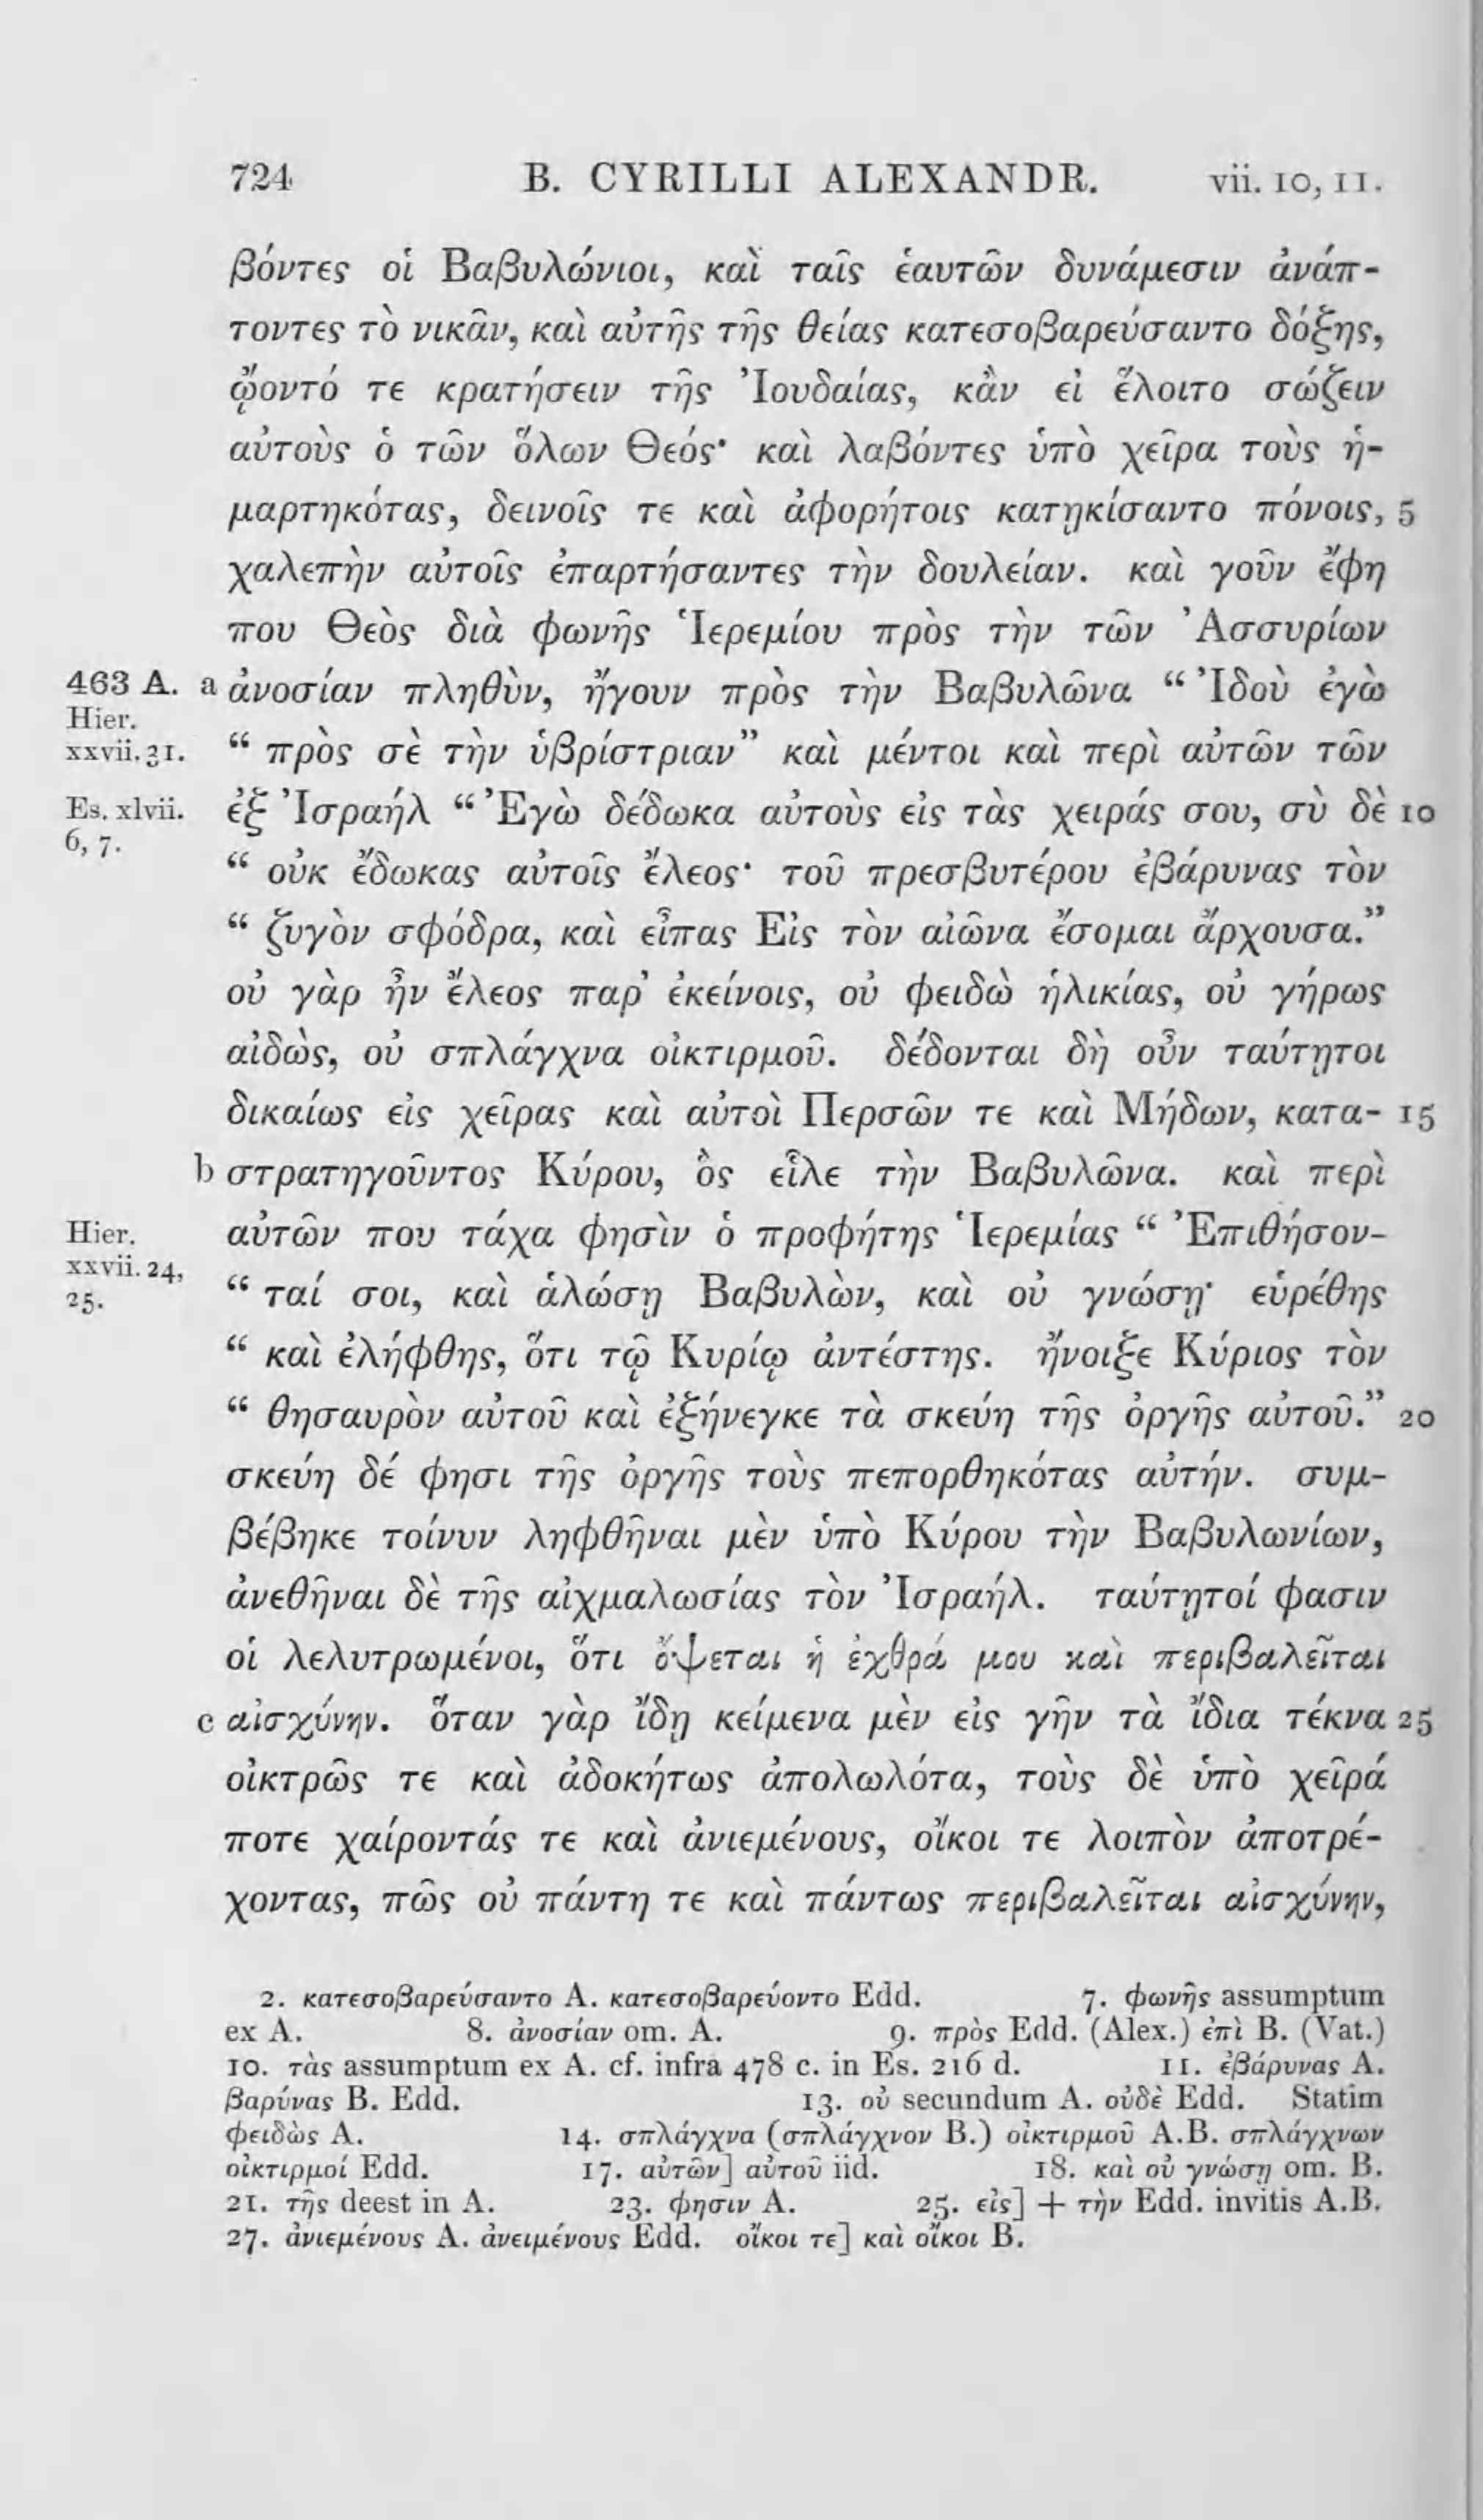 724 B. CYRILLI ALEXANDR. vii. 10, 11.
βόντες οἱ Βαβυλώνιοι, καὶ ταῖς ἑαυτῶν δυνάμεσιν ἀνάπ-
τοντες τὸ νικᾶν, καὶ αὐτῆς τῆς θείας κατεσοβαρεύσαντο δόξης,
ᾤοντό τε κρατήσειν τῆς Ἰουδαίας, κἂν εἰ ἕλοιτο σώζειν
αὐτοὺς ὁ τῶν ὅλων Θεός· καὶ λαβόντες ὑπὸ χεῖρα τοὺς ἡ-
μαρτηκότας, δεινοῖς τε καὶ ἀφορήτοις κατῃκίσαντο πόνοις, 5
χαλεπὴν αὐτοῖς ἐπαρτήσαντες τὴν δουλείαν. καὶ γοῦν ἔφη
που Θεὸς διὰ φωνῆς Ἱερεμίου πρὸς τὴν τῶν Ἀσσυρίων
463 A. a ἀνοσίαν πληθὺν, ἤγουν πρὸς τὴν Βαβυλῶνα “ Ἰδοὺ ἐγὼ
Hier.
xxvii. 31. “ πρὸς σὲ τὴν ὑβρίστριαν” καὶ μέντοι καὶ περὶ αὐτῶν τῶν
Es. xlvii. ἐξ Ἰσραήλ “ Ἐγὼ δέδωκα αὐτοὺς εἰς τὰς χειράς σου, σὺ δὲ 10
6, 7.
“ οὐκ ἔδωκας αὐτοῖς ἔλεος· τοῦ πρεσβυτέρου ἐβάρυνας τὸν
“ ζυγὸν σφόδρα, καὶ εἶπας Εἰς τὸν αἰῶνα ἔσομαι ἄρχουσα.”
οὐ γὰρ ἦν ἔλεος παρ’ ἐκείνοις, οὐ φειδὼ ἡλικίας, οὐ γήρως
αἰδὼς, οὐ σπλάγχνα οἰκτιρμοῦ. δέδονται δὴ οὖν ταύτῃτοι
δικαίως εἰς χεῖρας καὶ αὐτοὶ Περσῶν τε καὶ Μήδων, κατα- 15
b στρατηγοῦντος Κύρου, ὃς εἷλε τὴν Βαβυλῶνα. καὶ περὶ
Hier. αὐτῶν που τάχα φησὶν ὁ προφήτης Ἱερεμίας “ Ἐπιθήσον-
xxvii. 24,
25. “ ταί σοι, καὶ ἁλώσῃ Βαβυλὼν, καὶ οὐ γνώσῃ· εὑρέθης
“ καὶ ἐλήφθης, ὅτι τῷ Κυρίῳ ἀντέστης. ἤνοιξε Κύριος τὸν
“ θησαυρὸν αὐτοῦ καὶ ἐξήνεγκε τὰ σκεύη τῆς ὀργῆς αὐτοῦ.” 20
σκεύη δέ φησι τῆς ὀργῆς τοὺς πεπορθηκότας αὐτήν. συμ-
βέβηκε τοίνυν ληφθῆναι μὲν ὑπὸ Κύρου τὴν Βαβυλωνίων,
ἀνεθῆναι δὲ τῆς αἰχμαλωσίας τὸν Ἰσραήλ. ταύτῃτοί φασιν
οἱ λελυτρωμένοι, ὅτι ὄψεται ἡ ἐχθρά μου καὶ περιβαλεῖται
c αἰσχύνην. ὅταν γὰρ ἴδῃ κείμενα μὲν εἰς γῆν τὰ ἴδια τέκνα 25
οἰκτρῶς τε καὶ ἀδοκήτως ἀπολωλότα, τοὺς δὲ ὑπὸ χεῖρά
ποτε χαίροντάς τε καὶ ἀνιεμένους, οἴκοι τε λοιπὸν ἀποτρέ-
χοντας, πῶς οὐ πάντη τε καὶ πάντως περιβαλεῖται αἰσχύνην,
2. κατεσοβαρεύσαντο A. κατεσοβαρεύοντο Edd. 7. φωνῆς assumptum
ex A. 8. ἀνοσίαν om. A. 9. πρὸς Edd. (Alex.) ἐπὶ B. (Vat.)
10. τὰς assumptum ex A. cf. infra 478 c. in Es. 216 d. 11. ἐβάρυνας A.
βαρύνας B. Edd. 13. οὐ secundum A. οὐδὲ Edd. Statim
φειδὼς A. 14. σπλάγχνα (σπλάγχνον B.) οἰκτιρμοῦ A.B. σπλάγχνων
οἰκτιρμοί Edd. 17. αὐτῶν] αὐτοῦ iid. 18. καὶ οὐ γνώσῃ om. B.
21. τῆς deest in A. 23. φησιν A. 25. εἰς] + τὴν Edd. invitis A.B.
27. ἀνιεμένους A. ἀνειμένους Edd. οἴκοι τε] καὶ οἴκοι B.